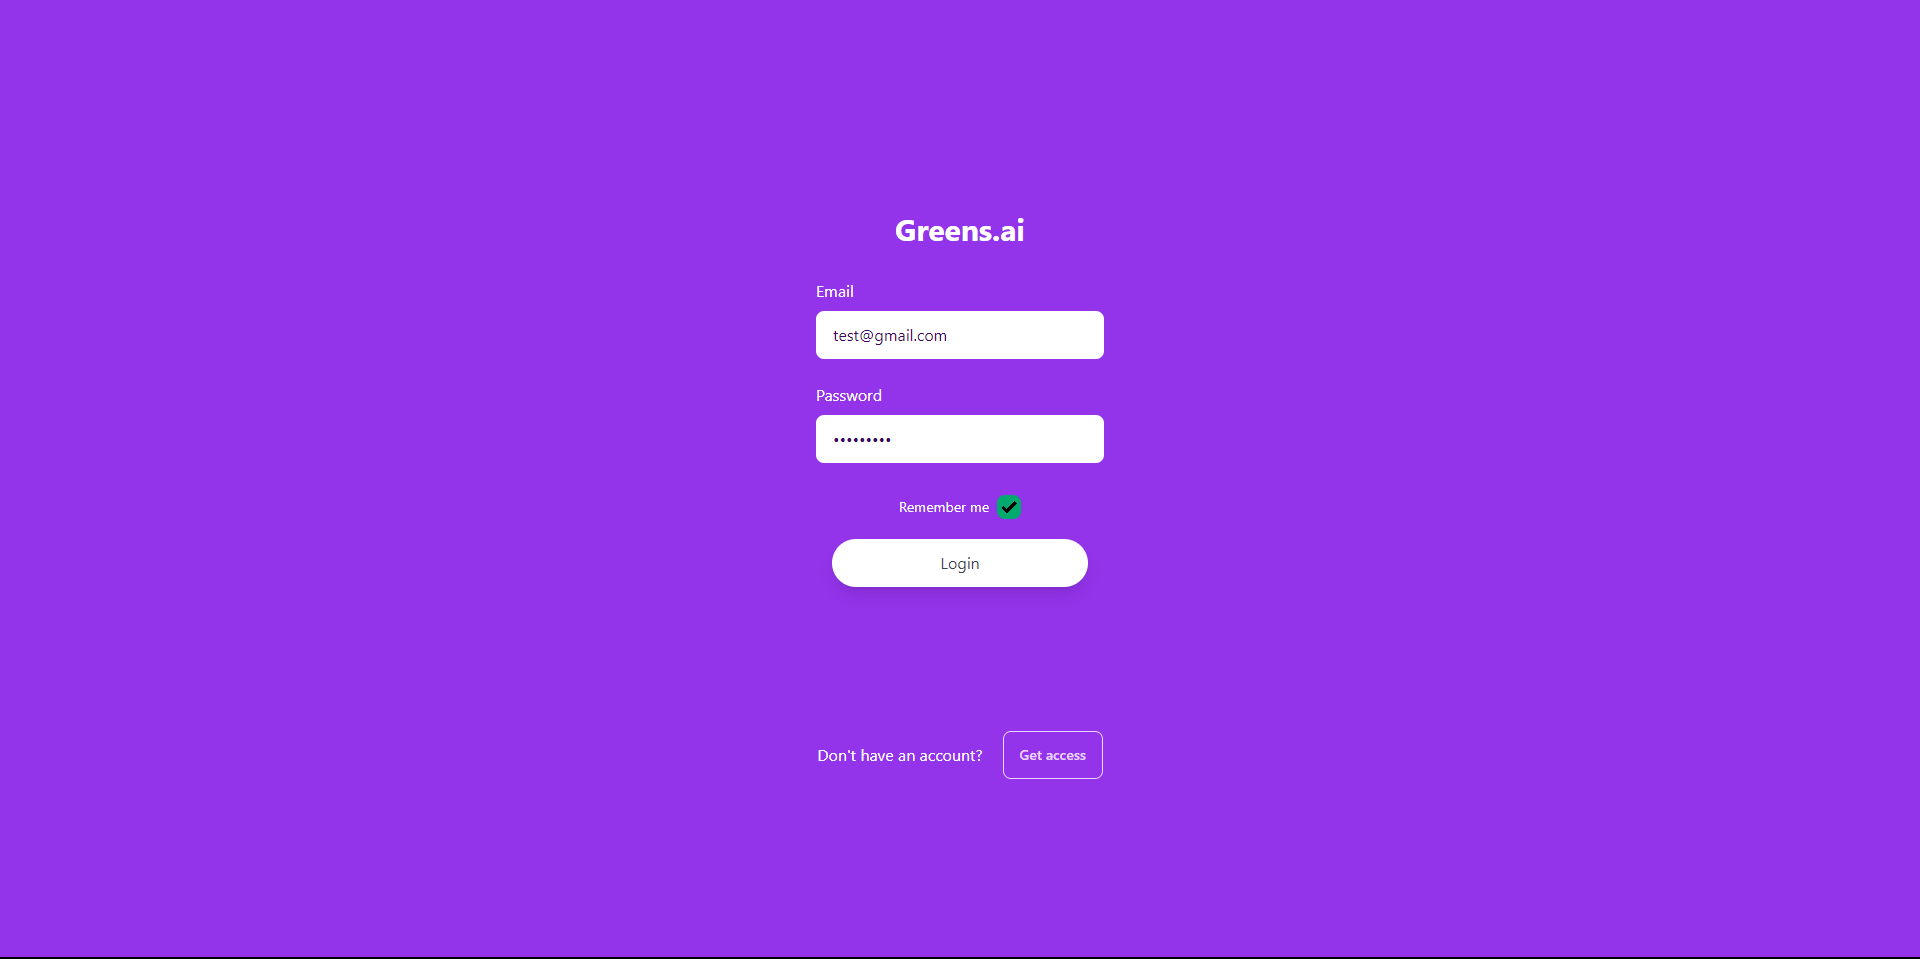 Greens.ai
Email
test@gmail.com
Password
•••••••••
Remember me
Login
Don't have an account? Get access